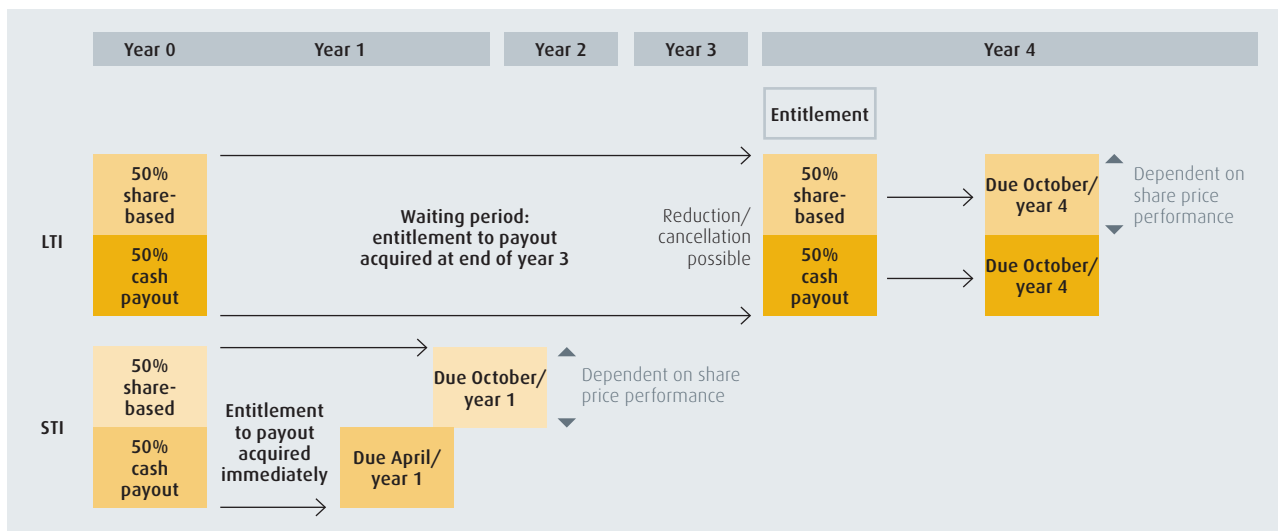 Year 0
Year 1
Year 2
Year 3
Year 4
Entitlement
LTI
50%
share-
based
50%
cash
payout
Waiting period:
entitlement to payout
acquired at end of year 3
Reduction/
cancellation
possible
50%
share-
based
50%
cash
payout
Due October/
year 4
Due October/
year 4
Dependent on
share price
performance
STI
50%
share-
based
50%
cash
payout
Entitlement
to payout
acquired
immediately
Due October/
year 1
Due April/
year 1
Dependent on share
price performance